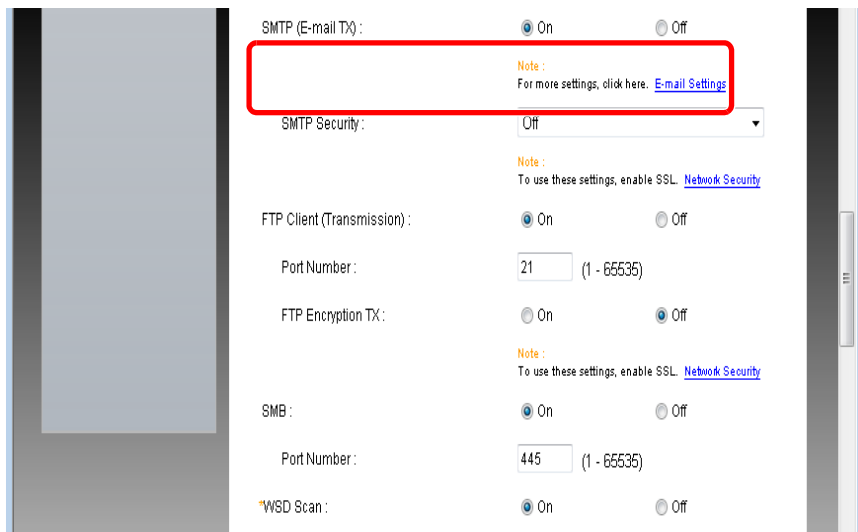 SMTP (E-mail TX) : On Off
Note :
For more settings, click here. E-mail Settings
SMTP Security : Off
Note :
To use these settings, enable SSL. Network Security
FTP Client (Transmission) : On Off
Port Number : 21 (1 - 65535)
FTP Encryption TX : On Off
Note :
To use these settings, enable SSL. Network Security
SMB : On Off
Port Number : 445 (1 - 65535)
*WSD Scan : On Off